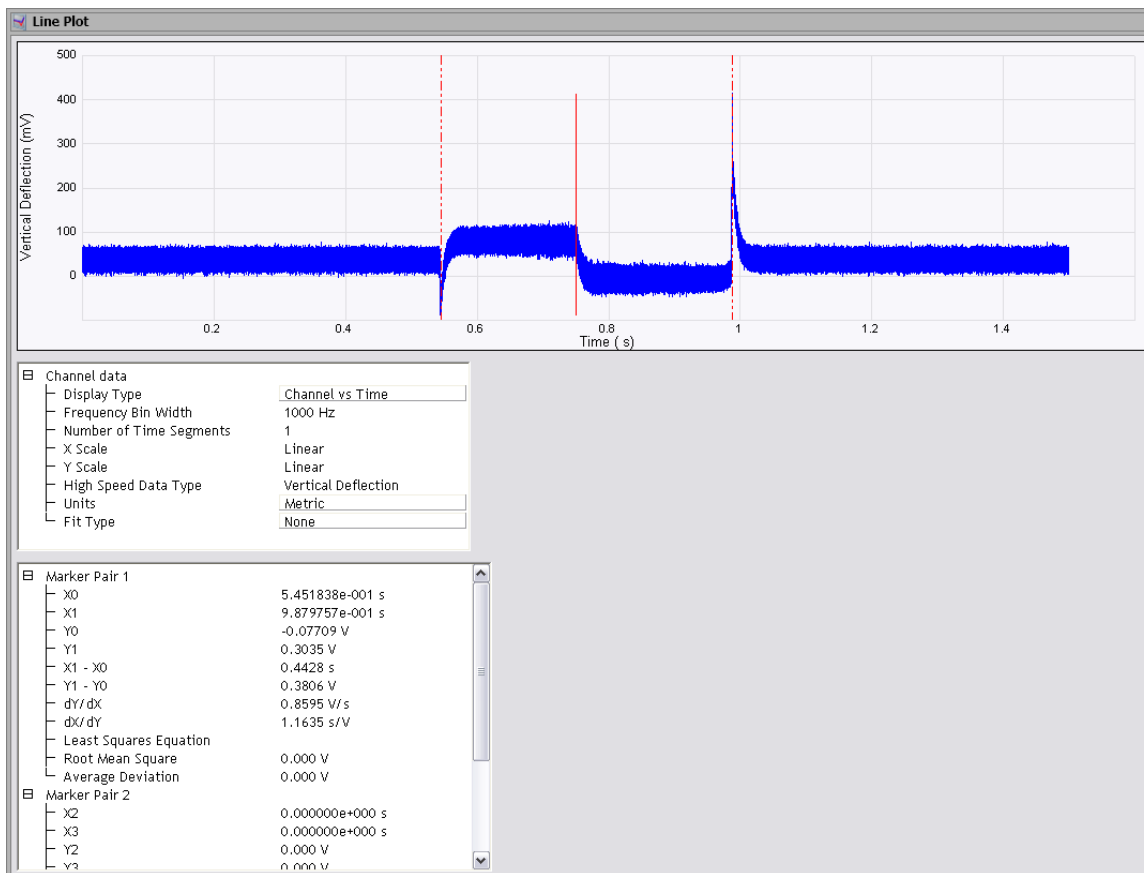 Line Plot
500
400
300
200
100
0
Vertical Deflection (mV)
0.2 0.4 0.6 0.8 1 1.2 1.4
Time ( s)
Channel data
Display Type Channel vs Time
Frequency Bin Width 1000 Hz
Number of Time Segments 1
X Scale Linear
Y Scale Linear
High Speed Data Type Vertical Deflection
Units Metric
Fit Type None
Marker Pair 1
X0 5.451838e-001 s
X1 9.879757e-001 s
Y0 -0.07709 V
Y1 0.3035 V
X1 - X0 0.4428 s
Y1 - Y0 0.3806 V
dY/dX 0.8595 V/s
dX/dY 1.1635 s/V
Least Squares Equation
Root Mean Square 0.000 V
Average Deviation 0.000 V
Marker Pair 2
X2 0.000000e+000 s
X3 0.000000e+000 s
Y2 0.000 V
Y3 0.000 V